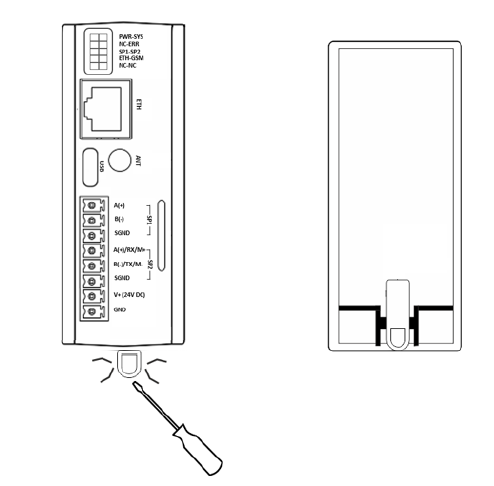 PWR-SYS
NC-ERR
SP1-SP2
ETH-GSM
NC-NC
ETH
USB
ANT
A(+)
B(-)
SGND
SP1
A(+)/RX/M+
B(-)/TX/M-
SGND
SP2
V+(24V DC)
GND